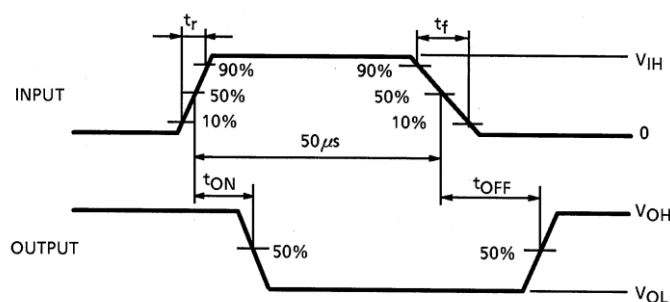 tr
tf
VIH
90%
90%
INPUT
50%
50%
10%
10%
0
50μs
tON
tOFF
VOH
OUTPUT
50%
50%
VOL